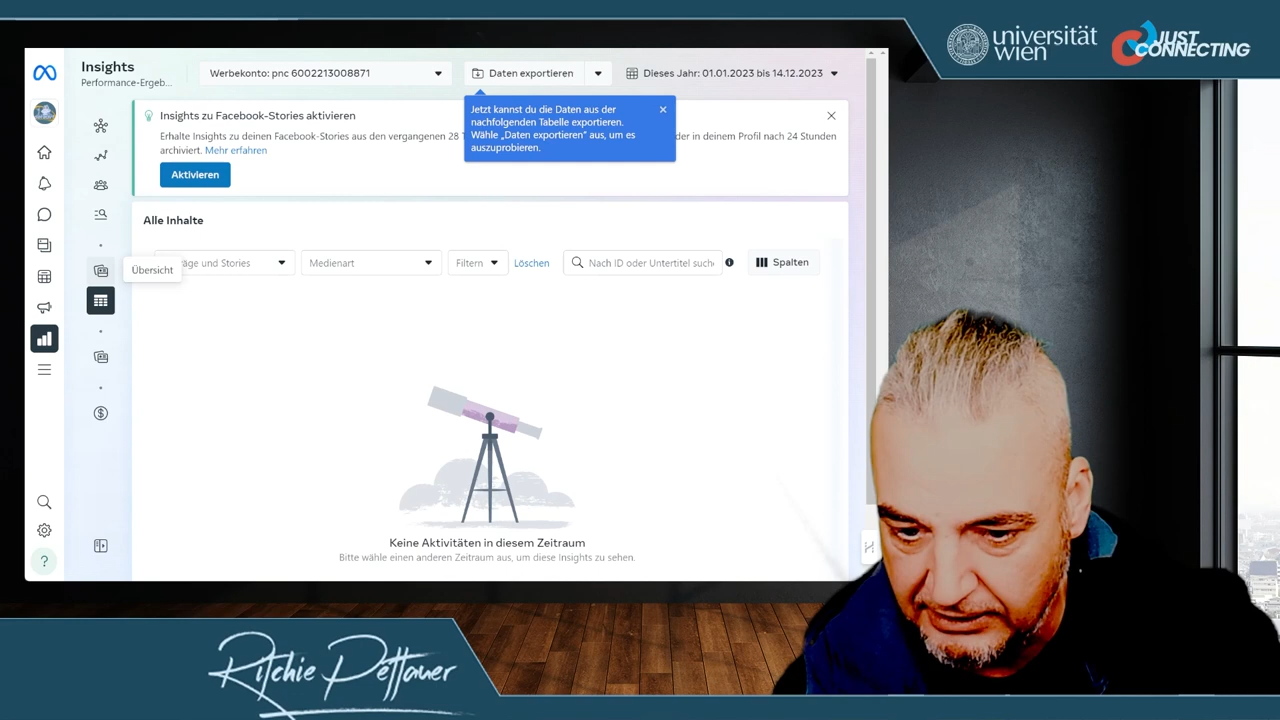 universität
wien
JUST
CONNECTING
Insights
Performance-Ergeb...
Werbekonto: pnc 6002213008871
Daten exportieren
Dieses Jahr: 01.01.2023 bis 14.12.2023
Jetzt kannst du die Daten aus der
nachfolgenden Tabelle exportieren.
Wähle „Daten exportieren" aus, um es
auszuprobieren.
Insights zu Facebook-Stories aktivieren
Erhalte Insights zu deinen Facebook-Stories aus den vergangenen 28 in deinem Profil nach 24 Stunden
archiviert. Mehr erfahren
Aktivieren
Alle Inhalte
Übersicht
und Stories
Medienart
Filtern
Löschen
Nach ID oder Untertitel
Spalten
Keine Aktivitäten in diesem Zeitraum
Bitte wähle einen anderen Zeitraum aus, um diese Insights zu sehen.
Ritchie Pettauer